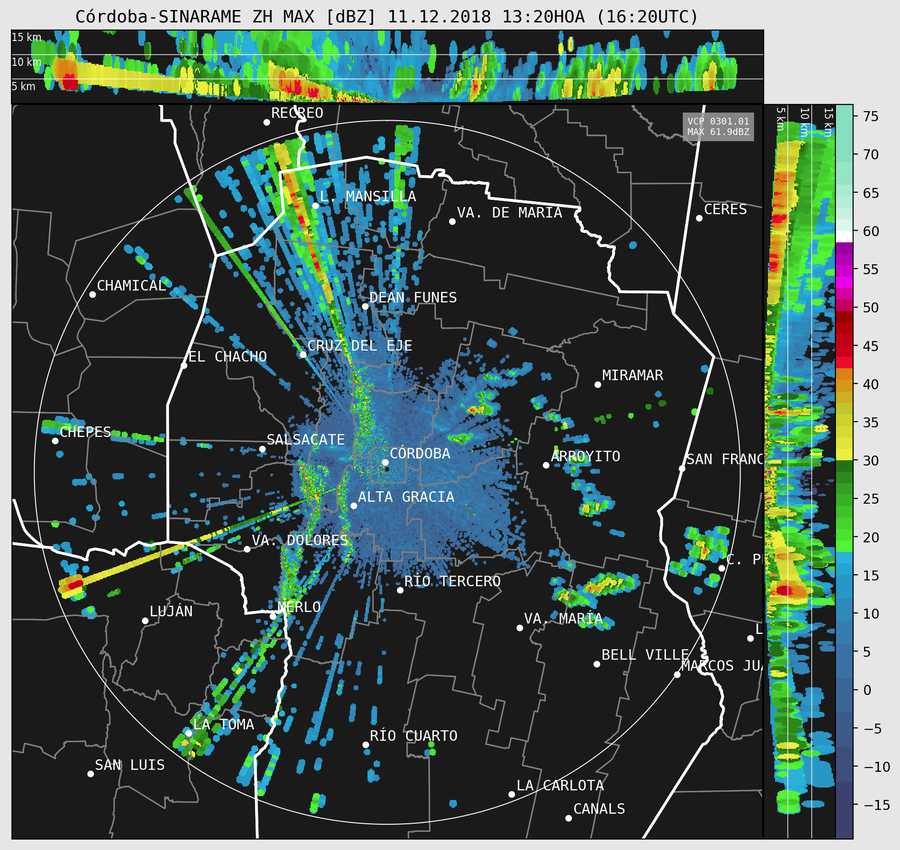 Córdoba-SINARAME ZH MAX [dBZ] 11.12.2018 13:20HOA (16:20UTC)
15 km
10 km
5 km
RECREO
VCP 0301.01
MAX 61.9dBZ
5 km
10 km
15 km
L. MANSILLA
VA. DE MARÍA
CERES
CHAMICAL
DEAN FUNES
CRUZ DEL EJE
EL CHACHO
MIRAMAR
CHEPES
SALSACATE
CÓRDOBA
ARROYITO
SAN FRANC
ALTA GRACIA
VA. DOLORES
C. P
RÍO TERCERO
LUJÁN
MERLO
VA. MARÍA
L
BELL VILLE
MARCOS JU
LA TOMA
RÍO CUARTO
SAN LUIS
LA CARLOTA
CANALS
75
70
65
60
55
50
45
40
35
30
25
20
15
10
5
0
−5
−10
−15